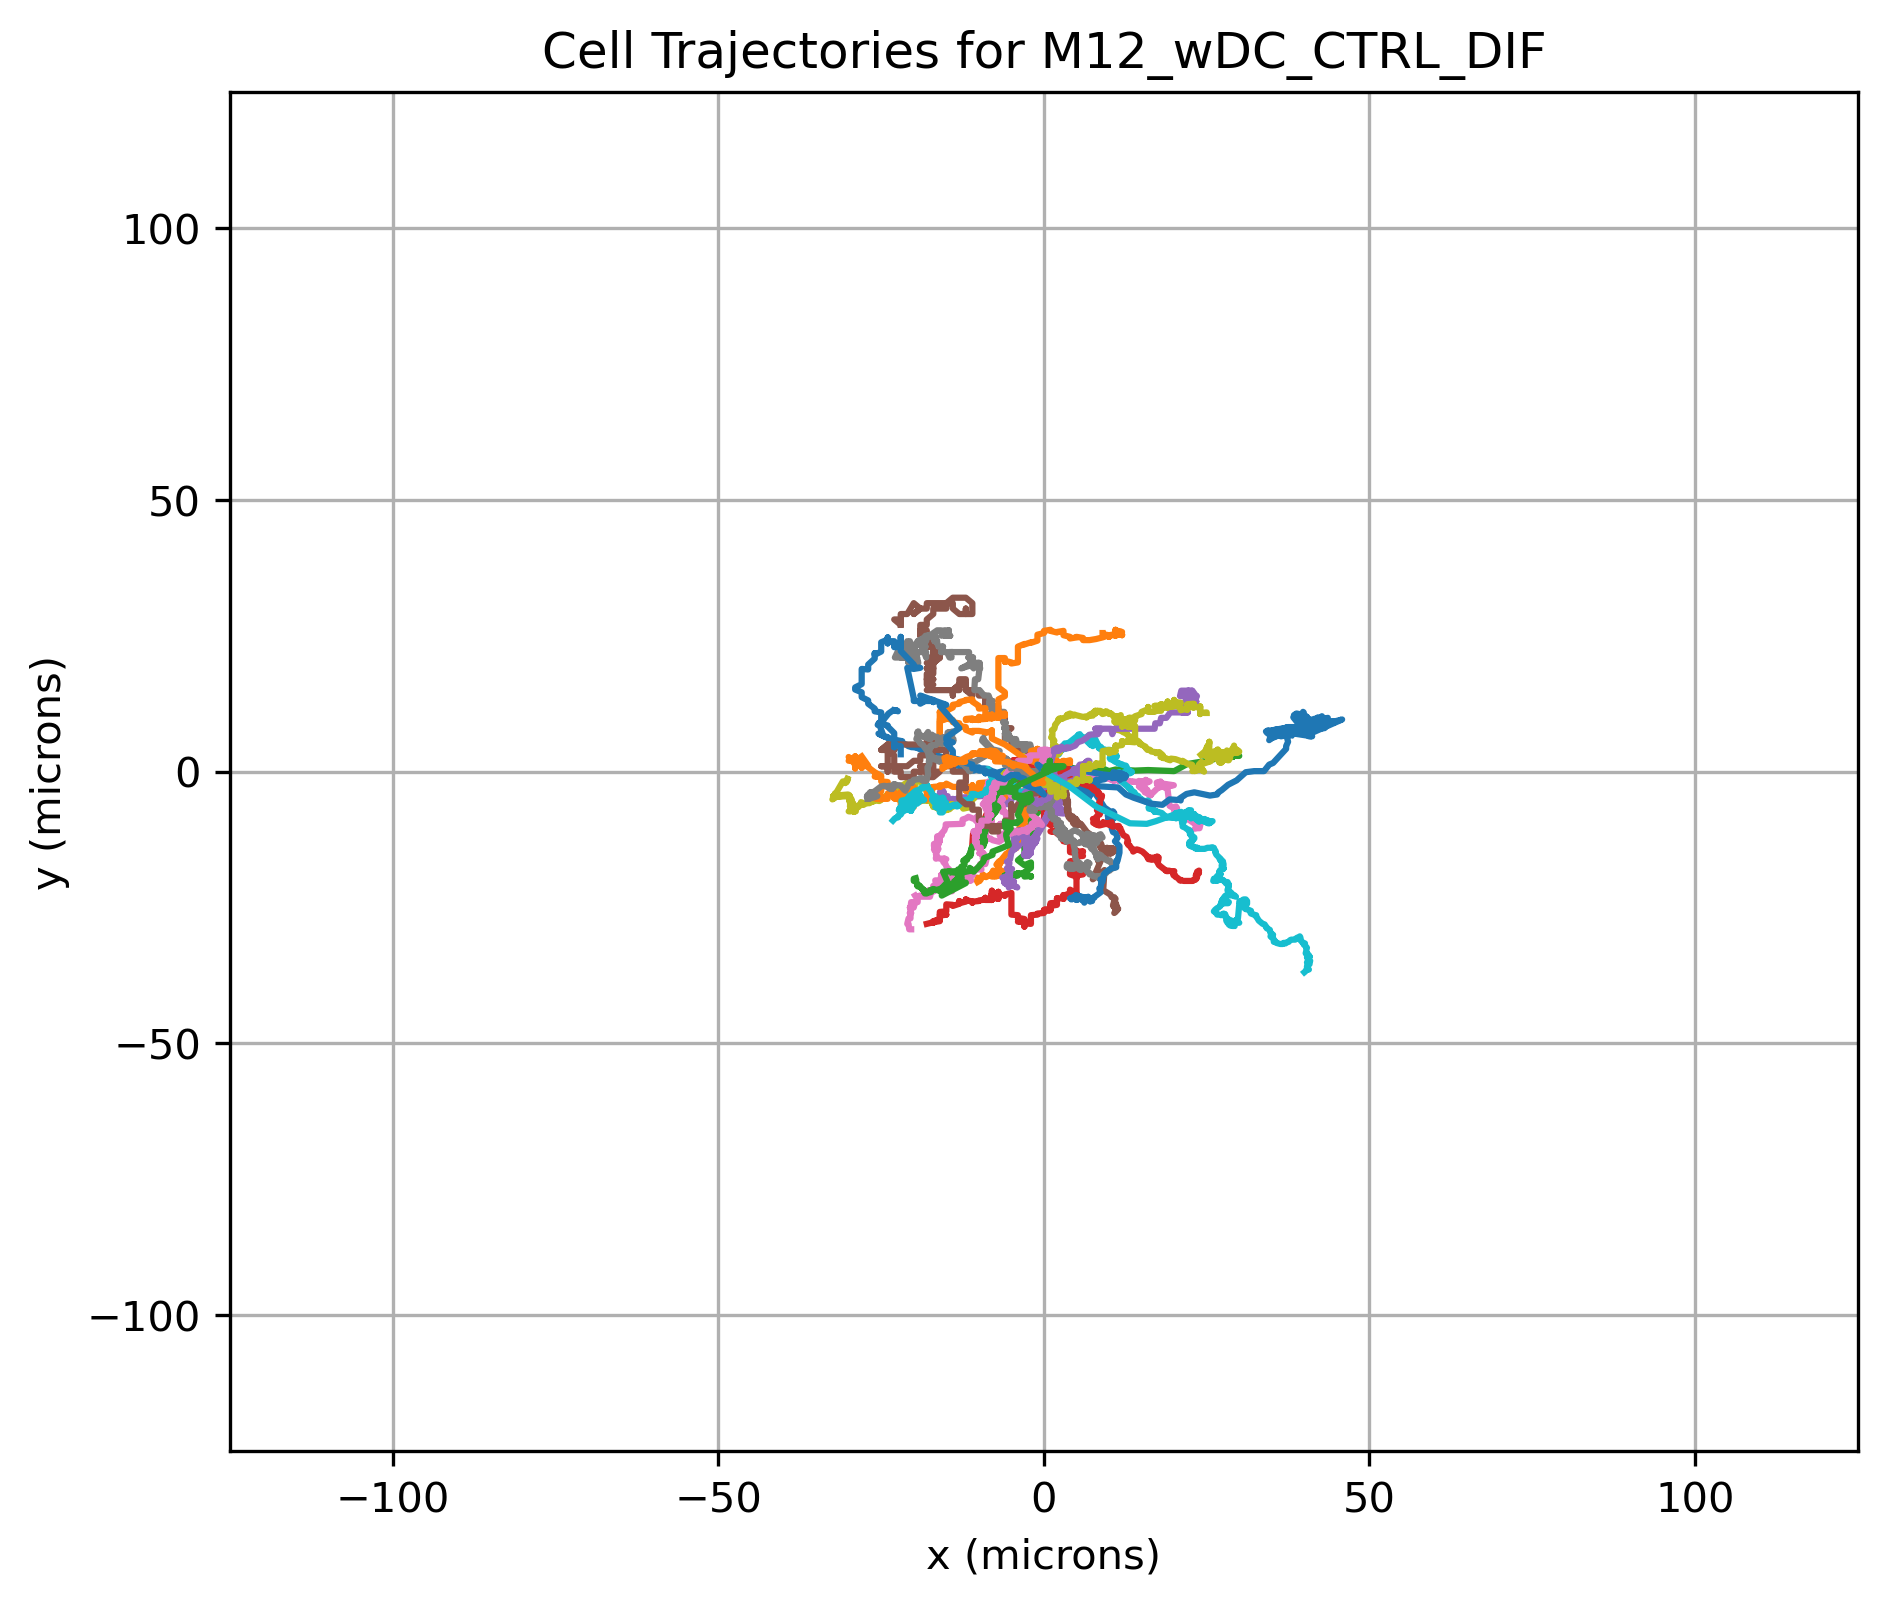 Cell Trajectories for M12_wDC_CTRL_DIF
100
50
0
−50
−100
y (microns)
−100 −50 0 50 100
x (microns)